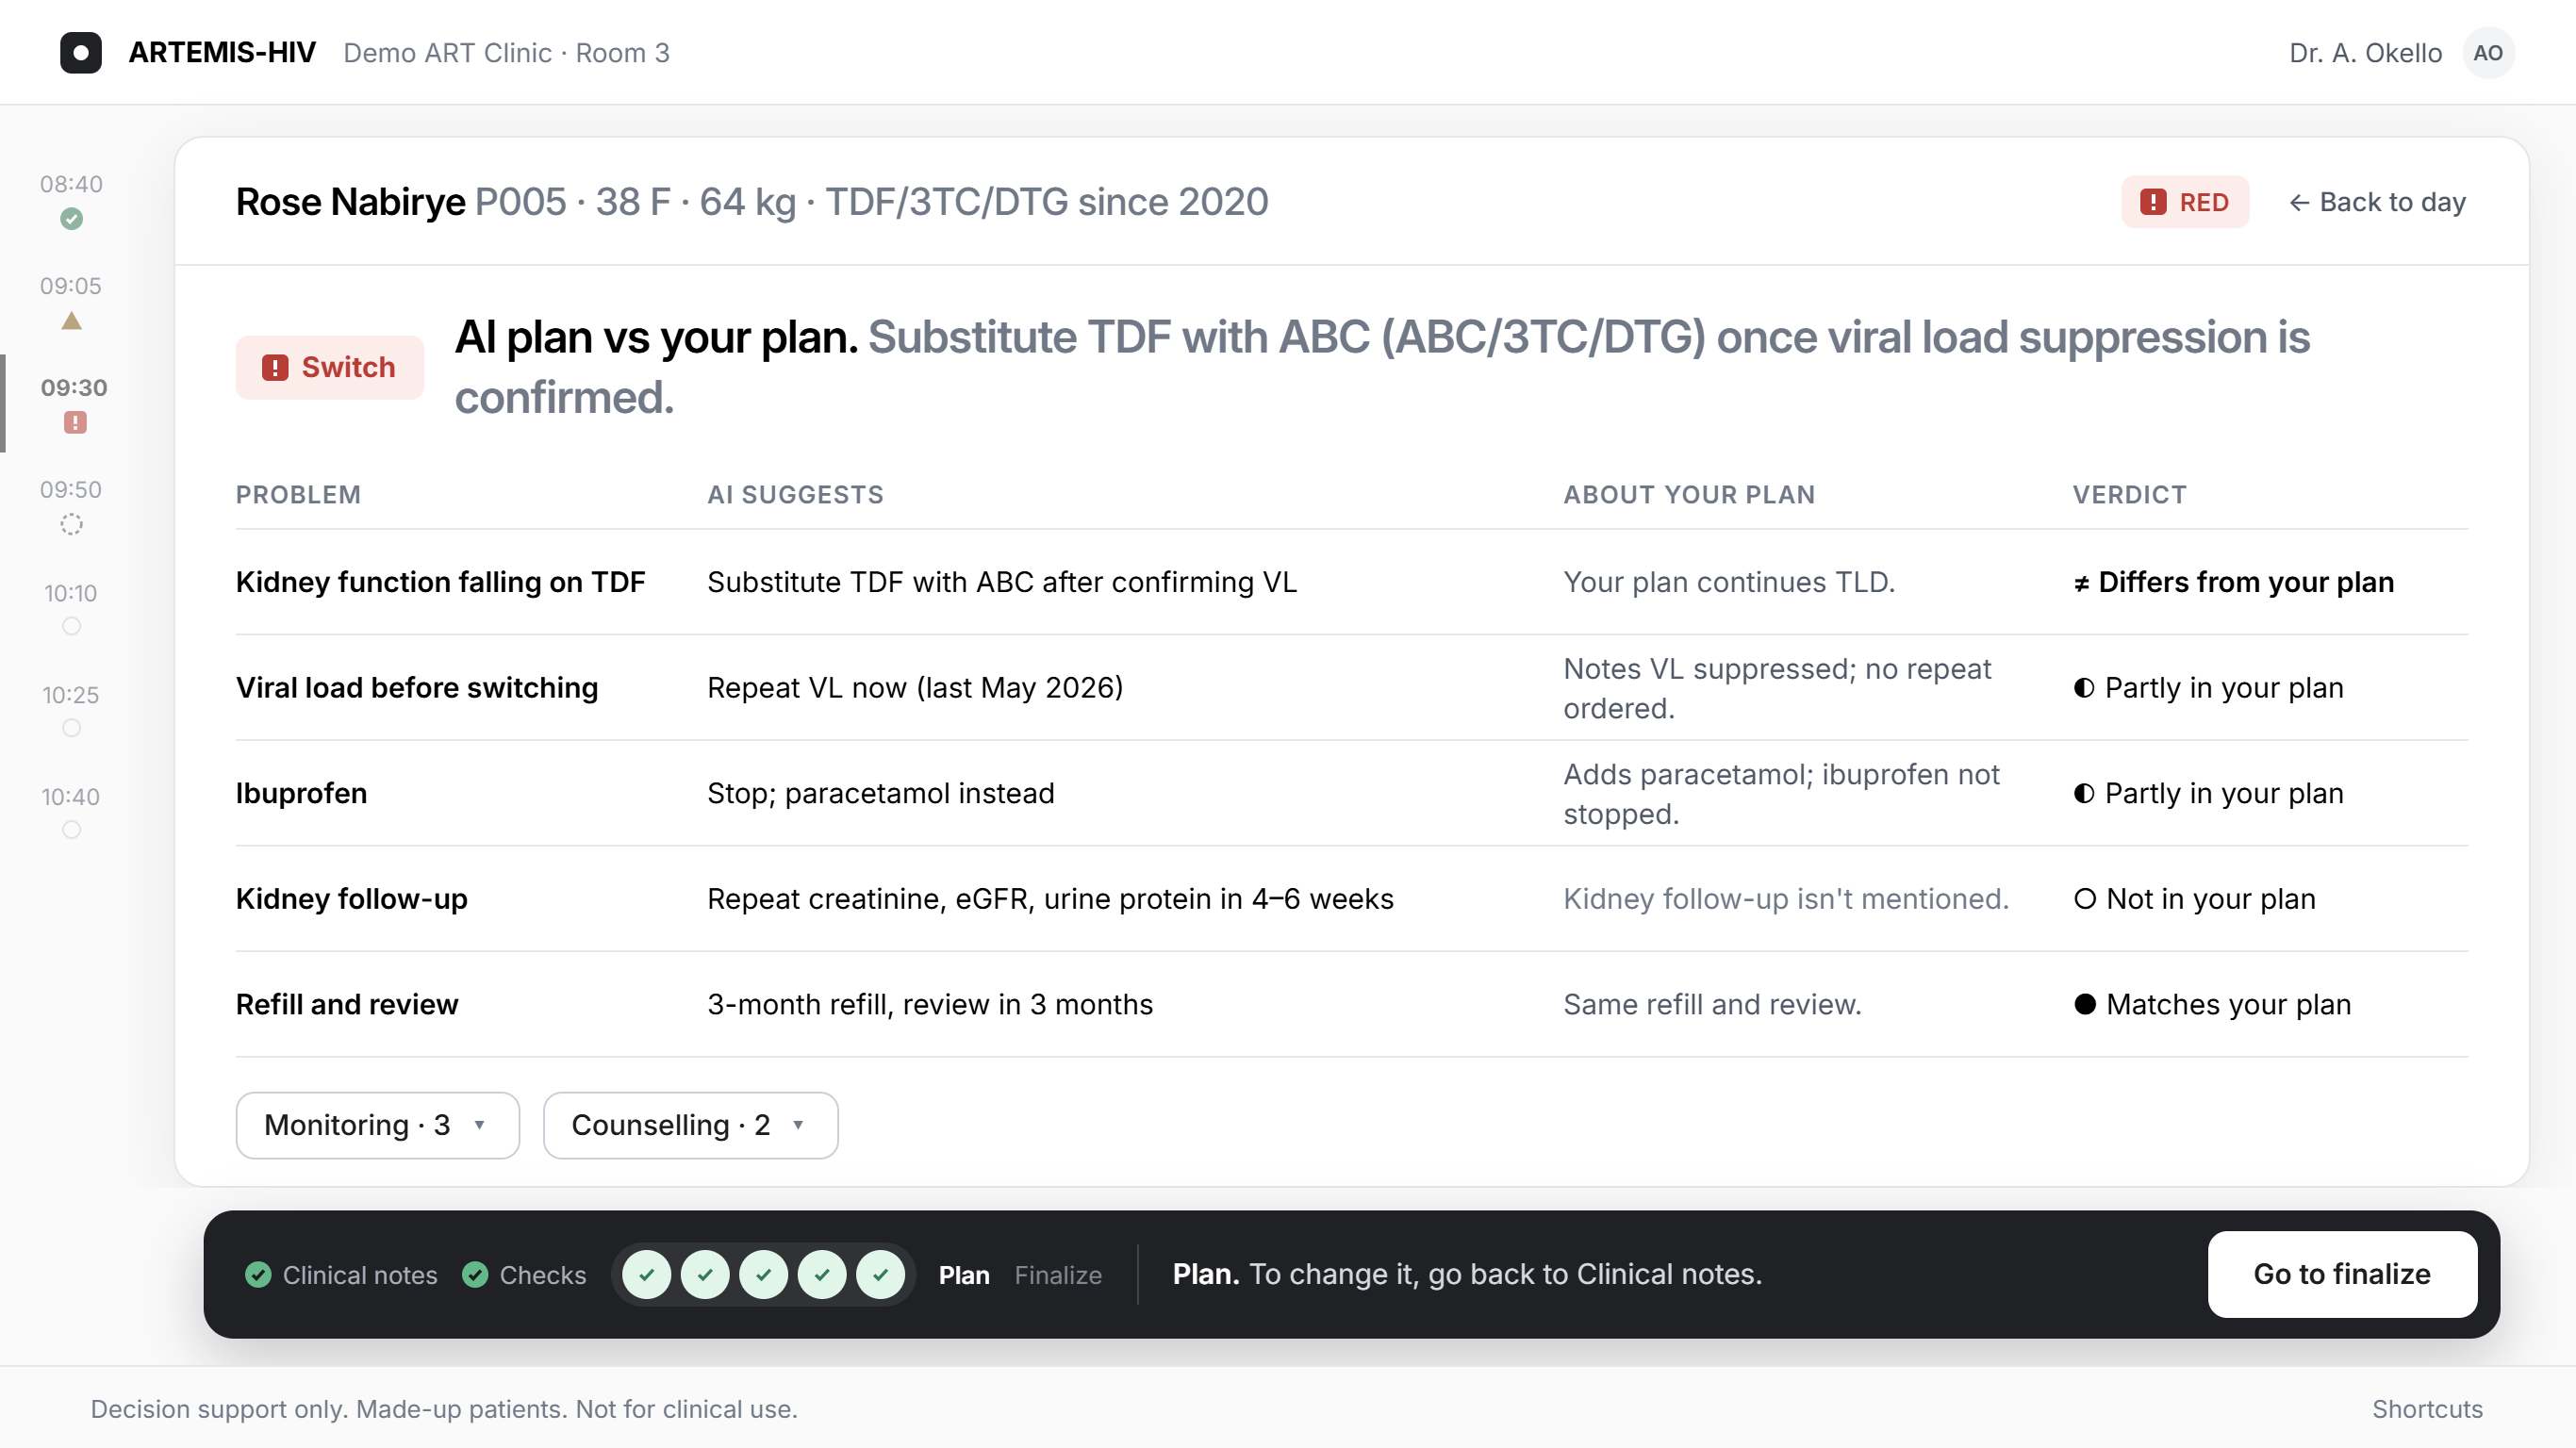 ARTEMIS-HIV Demo ART Clinic · Room 3
Dr. A. Okello AO
08:40
09:05
09:30
09:50
10:10
10:25
10:40
Rose Nabirye P005 · 38 F · 64 kg · TDF/3TC/DTG since 2020
! RED ← Back to day
! Switch
AI plan vs your plan. Substitute TDF with ABC (ABC/3TC/DTG) once viral load suppression is
confirmed.
PROBLEM AI SUGGESTS ABOUT YOUR PLAN VERDICT
Kidney function falling on TDF Substitute TDF with ABC after confirming VL Your plan continues TLD. ≠ Differs from your plan
Viral load before switching Repeat VL now (last May 2026) Notes VL suppressed; no repeat
ordered. Partly in your plan
Ibuprofen Stop; paracetamol instead Adds paracetamol; ibuprofen not
stopped. Partly in your plan
Kidney follow-up Repeat creatinine, eGFR, urine protein in 4–6 weeks Kidney follow-up isn't mentioned. Not in your plan
Refill and review 3-month refill, review in 3 months Same refill and review. Matches your plan
Monitoring · 3 Counselling · 2
Clinical notes Checks Plan Finalize Plan. To change it, go back to Clinical notes. Go to finalize
Decision support only. Made-up patients. Not for clinical use. Shortcuts